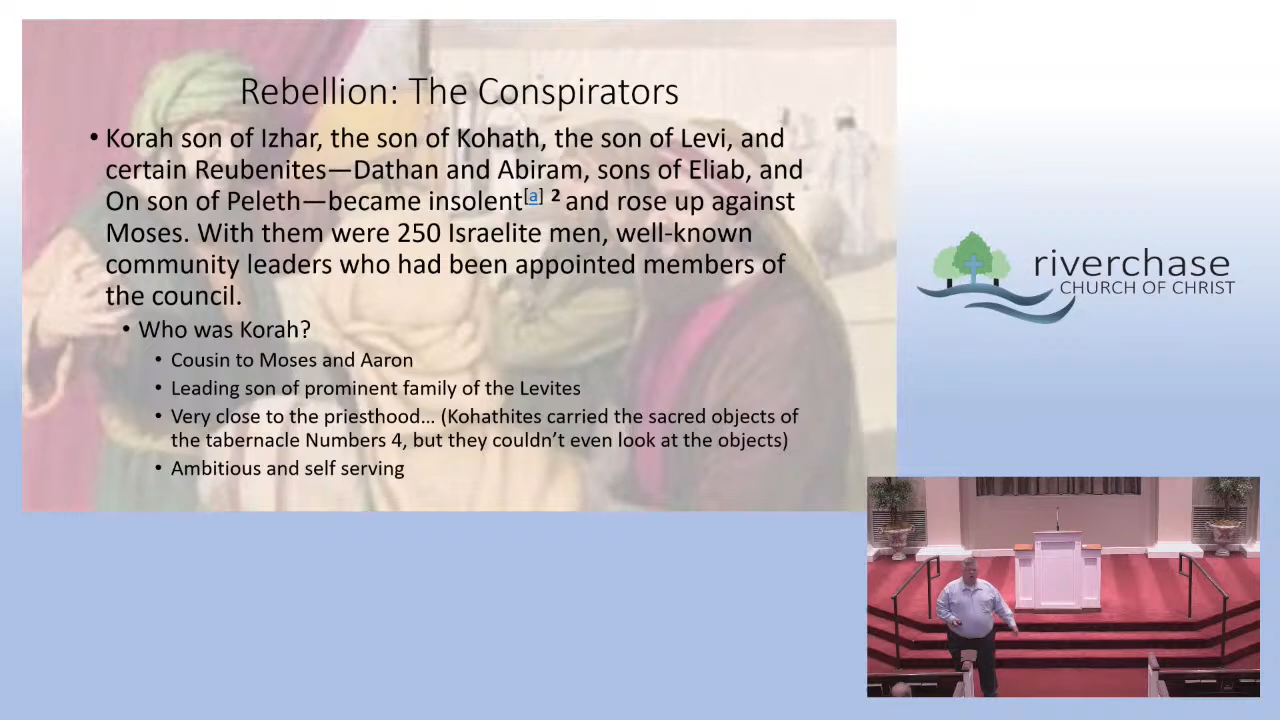 Rebellion: The Conspirators
• Korah son of Izhar, the son of Kohath, the son of Levi, and
certain Reubenites—Dathan and Abiram, sons of Eliab, and
On son of Peleth—became insolent[a] 2 and rose up against
Moses. With them were 250 Israelite men, well-known
community leaders who had been appointed members of
the council.
• Who was Korah?
• Cousin to Moses and Aaron
• Leading son of prominent family of the Levites
• Very close to the priesthood… (Kohathites carried the sacred objects of
the tabernacle Numbers 4, but they couldn’t even look at the objects)
• Ambitious and self serving
riverchase
CHURCH OF CHRIST